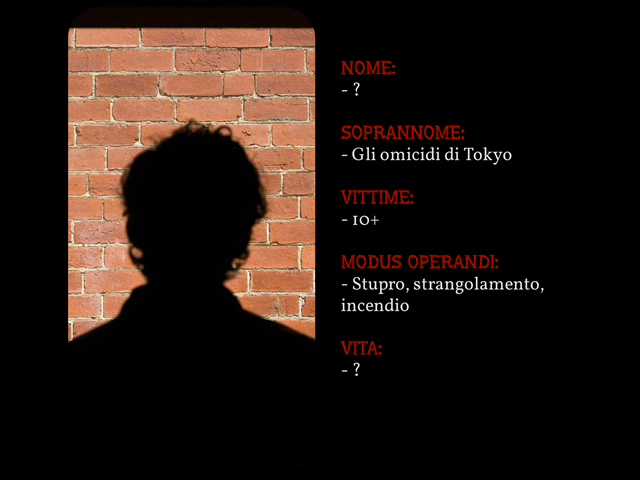 NOME:
- ?
SOPRANNOME:
- Gli omicidi di Tokyo
VITTIME:
- 10+
MODUS OPERANDI:
- Stupro, strangolamento,
incendio
VITA:
- ?